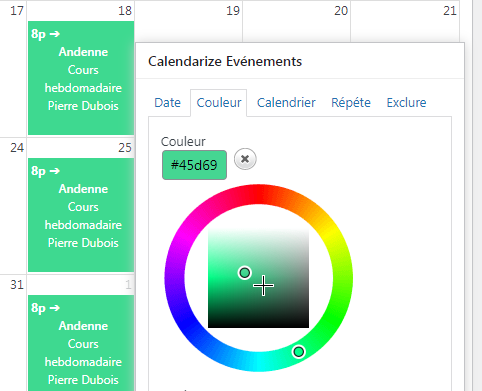 17 18 19 20 21
8p ➔
Andenne
Cours
hebdomadaire
Pierre Dubois
Calendarize Evénements
Date Couleur Calendrier Répéte Exclure
Couleur
#45d69
24 25
8p ➔
Andenne
Cours
hebdomadaire
Pierre Dubois
31 1
8p ➔
Andenne
Cours
hebdomadaire
Pierre Dubois